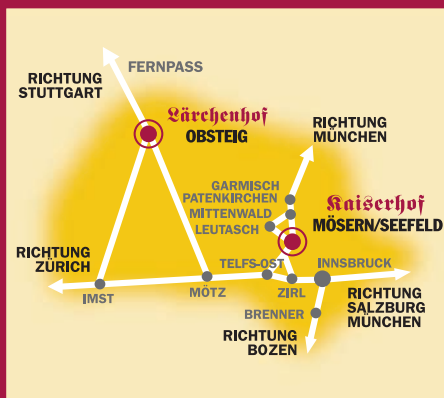 FERNPASS
RICHTUNG
STUTTGART
Lärchenhof
OBSTEIG
RICHTUNG
MÜNCHEN
GARMISCH
PATENKIRCHEN
MITTENWALD
LEUTASCH
Kaiserhof
MÖSERN/SEEFELD
RICHTUNG
ZÜRICH
TELFS-OST
INNSBRUCK
IMST
MÖTZ
ZIRL
RICHTUNG
SALZBURG
MÜNCHEN
BRENNER
RICHTUNG
BOZEN